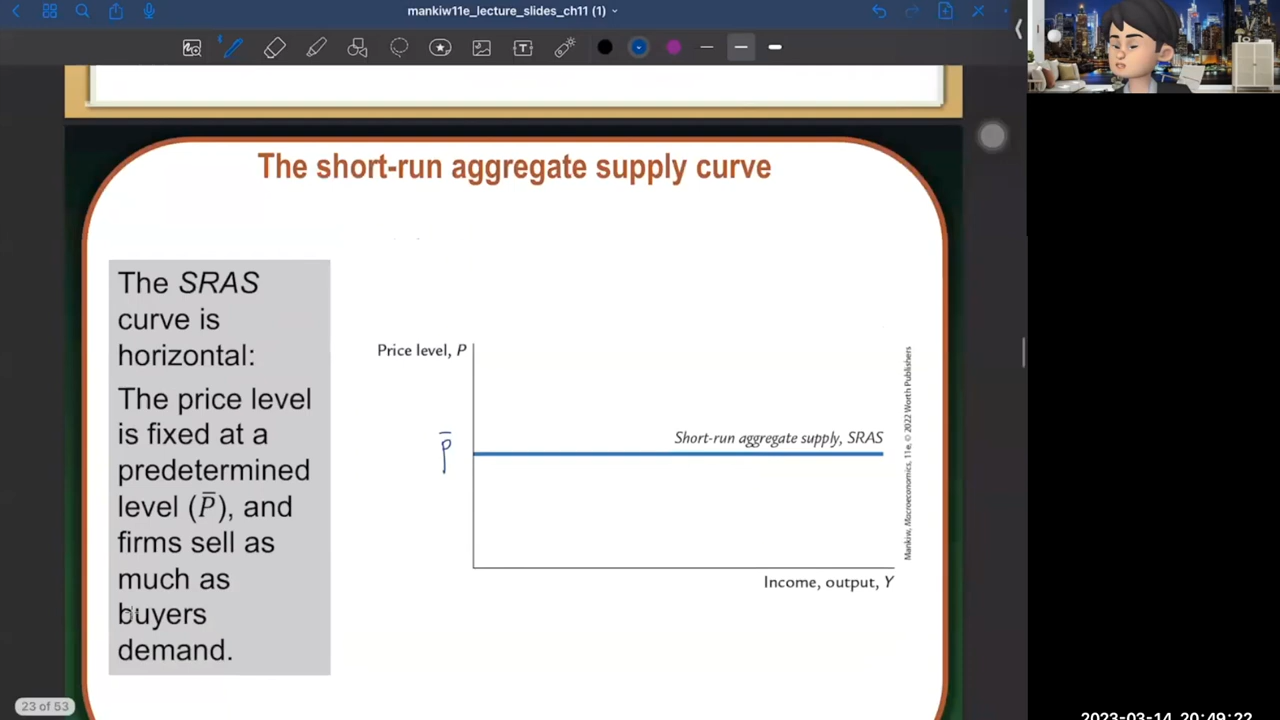 mankiw11e_lecture_slides_ch11 (1)
The short-run aggregate supply curve
The SRAS
curve is
horizontal:
The price level
is fixed at a
predetermined
level (P̄), and
firms sell as
much as
buyers
demand.
Price level, P
P̄
Short-run aggregate supply, SRAS
Income, output, Y
Mankiw, Macroeconomics, 11e, © 2022 Worth Publishers
23 of 53
2023-03-14 20:49:22